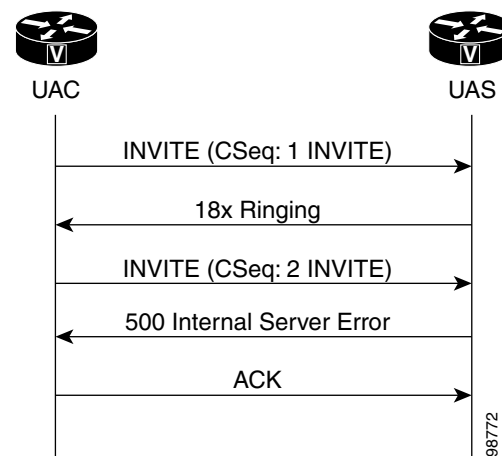 V V
UAC UAS
INVITE (CSeq: 1 INVITE)
18x Ringing
INVITE (CSeq: 2 INVITE)
500 Internal Server Error
ACK
98772